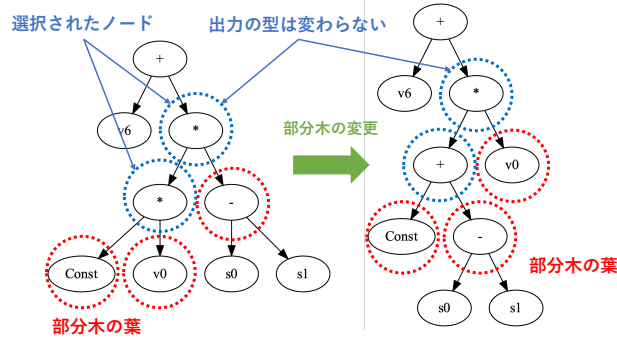 選択されたノード
出力の型は変わらない
+
v6
*
*
-
Const
v0
s0
s1
部分木の葉
部分木の変更
+
v6
*
+
v0
Const
-
部分木の葉
s0
s1